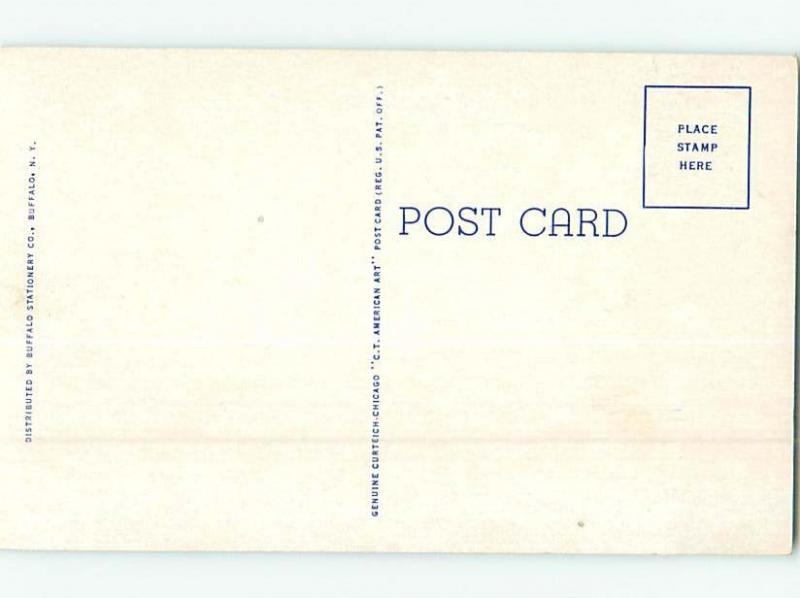 DISTRIBUTED BY BUFFALO STATIONERY CO., BUFFALO, N. Y.
GENUINE CURTEICH-CHICAGO "C.T. AMERICAN ART" POST CARD (REG. U.S. PAT. OFF.)
POST CARD
PLACE
STAMP
HERE